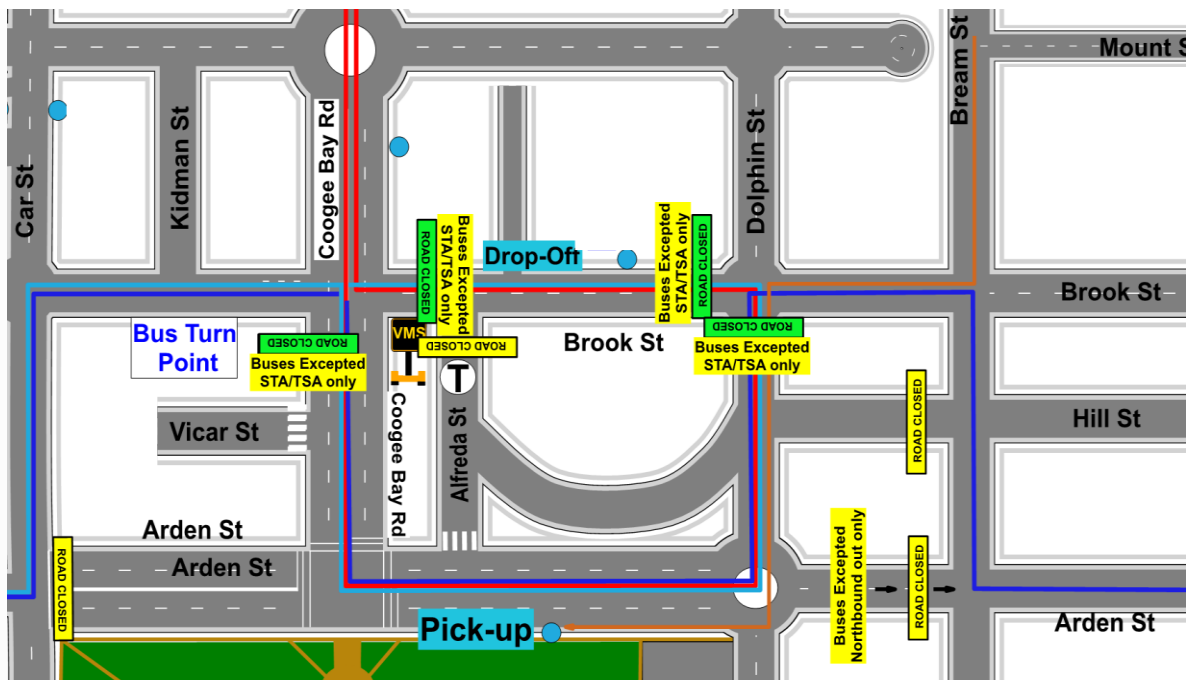 Mount S
Bream St
Kidman St
Coogee Bay Rd
Dolphin St
Car St
ROAD CLOSED
Buses Excepted
STA/TSA only
Drop-Off
Buses Excepted
STA/TSA only
ROAD CLOSED
Brook St
Bus Turn
Point
ROAD CLOSED
Buses Excepted
STA/TSA only
VMS
ROAD CLOSED
Brook St
ROAD CLOSED
Buses Excepted
STA/TSA only
T
Vicar St
Coogee Bay Rd
Alfreda St
ROAD CLOSED
Hill St
Arden St
Arden St
ROAD CLOSED
Buses Excepted
Northbound out only
ROAD CLOSED
Pick-up
Arden St